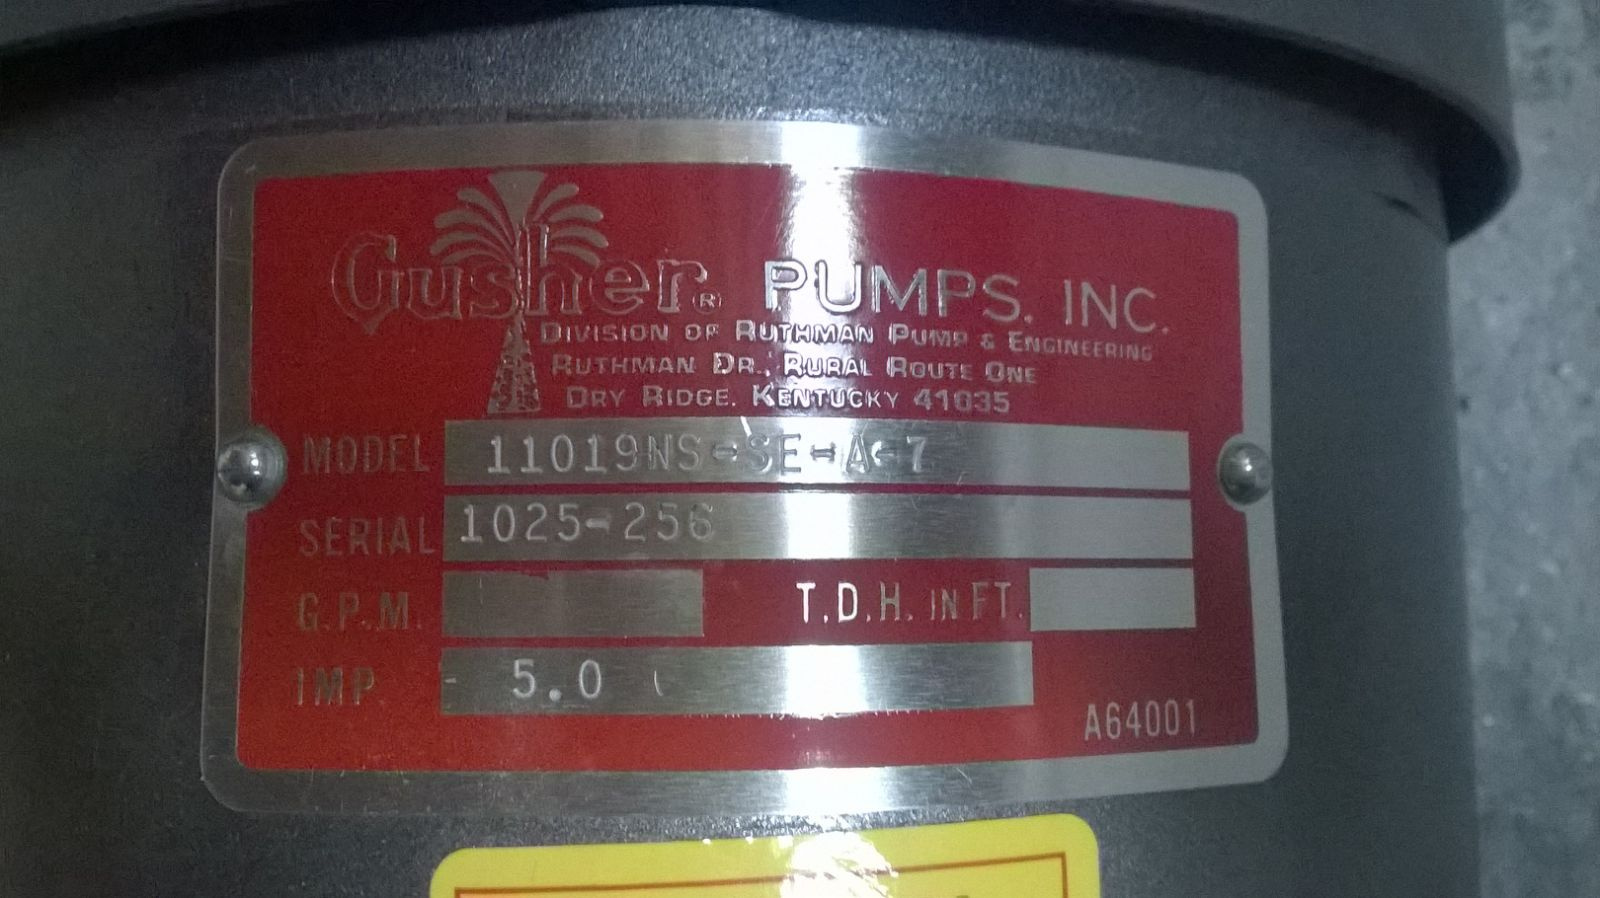 Gusher® PUMPS, INC.
DIVISION OF RUTHMAN PUMP & ENGINEERING
RUTHMAN DR., RURAL ROUTE ONE
DRY RIDGE, KENTUCKY 41035
MODEL 11019NS-SE-A-7
SERIAL 1025-256
G.P.M. T.D.H. IN FT.
IMP. 5.0
A64001